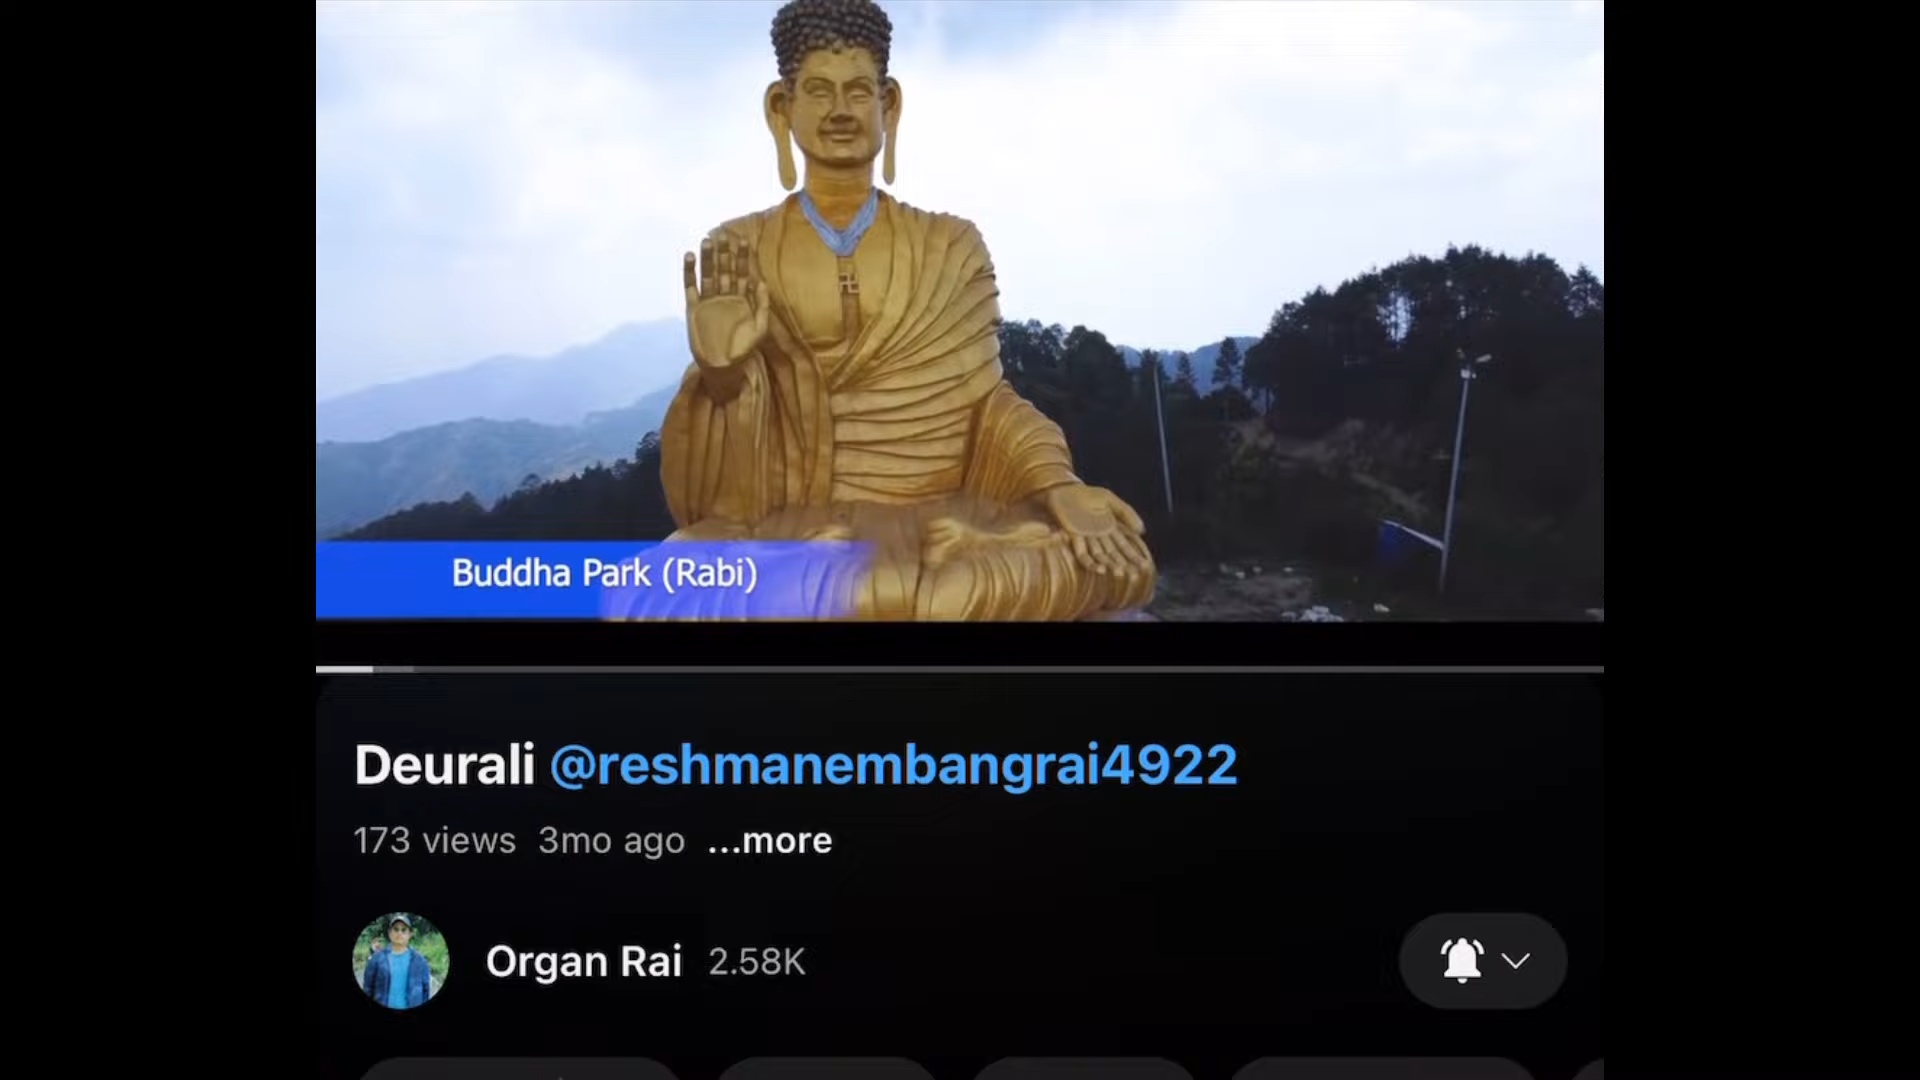 Buddha Park (Rabi)
Deurali @reshmanembangrai4922
173 views 3mo ago ...more
Organ Rai 2.58K